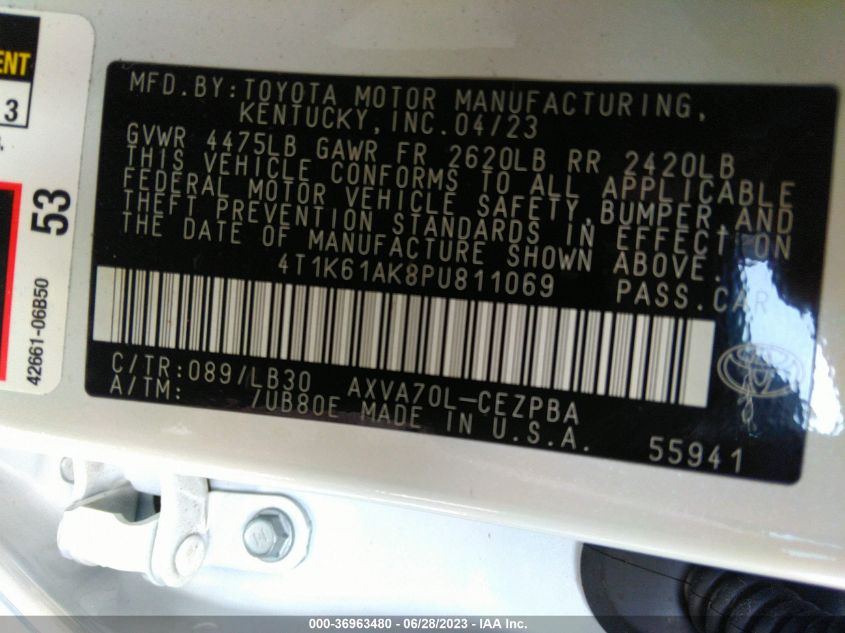 ENT
3
53
42661-06B50
MFD.BY:TOYOTA MOTOR MANUFACTURING,
KENTUCKY,INC.04/23
GVWR 4475LB GAWR FR 2620LB RR 2420LB
THIS VEHICLE CONFORMS TO ALL APPLICABLE
FEDERAL MOTOR VEHICLE SAFETY,BUMPER,AND
THEFT PREVENTION STANDARDS IN EFFECT ON
THE DATE OF MANUFACTURE SHOWN ABOVE.
4T1K61AK8PU811069 PASS.CAR
C/TR:089/LB30 AXVA70L-CEZPBA
A/TM: /UB80E MADE IN U.S.A.
55941
000-36963480 - 06/28/2023 - IAA Inc.